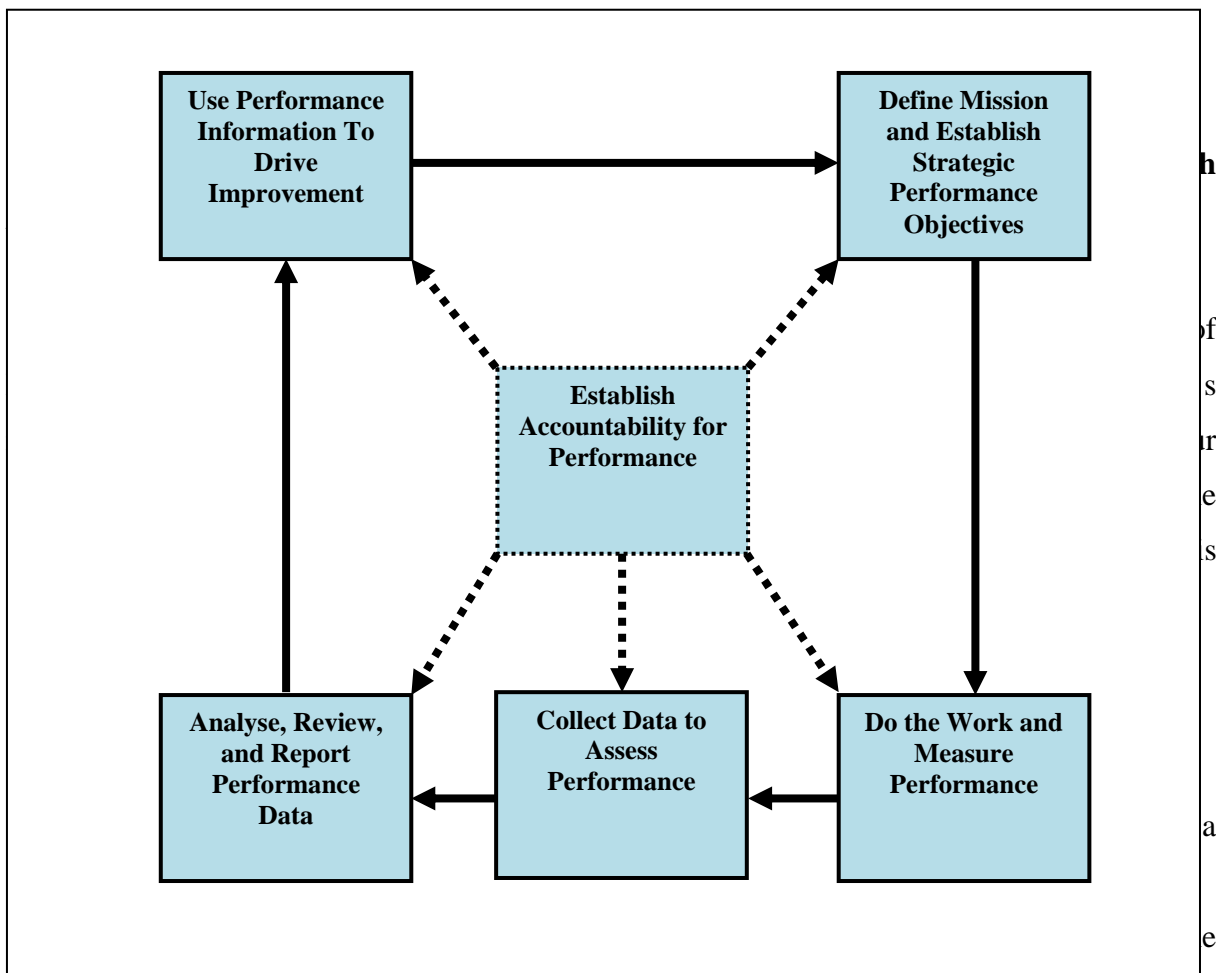 Use Performance
Information To
Drive
Improvement
Define Mission
and Establish
Strategic
Performance
Objectives
Establish
Accountability for
Performance
Analyse, Review,
and Report
Performance
Data
Collect Data to
Assess
Performance
Do the Work and
Measure
Performance